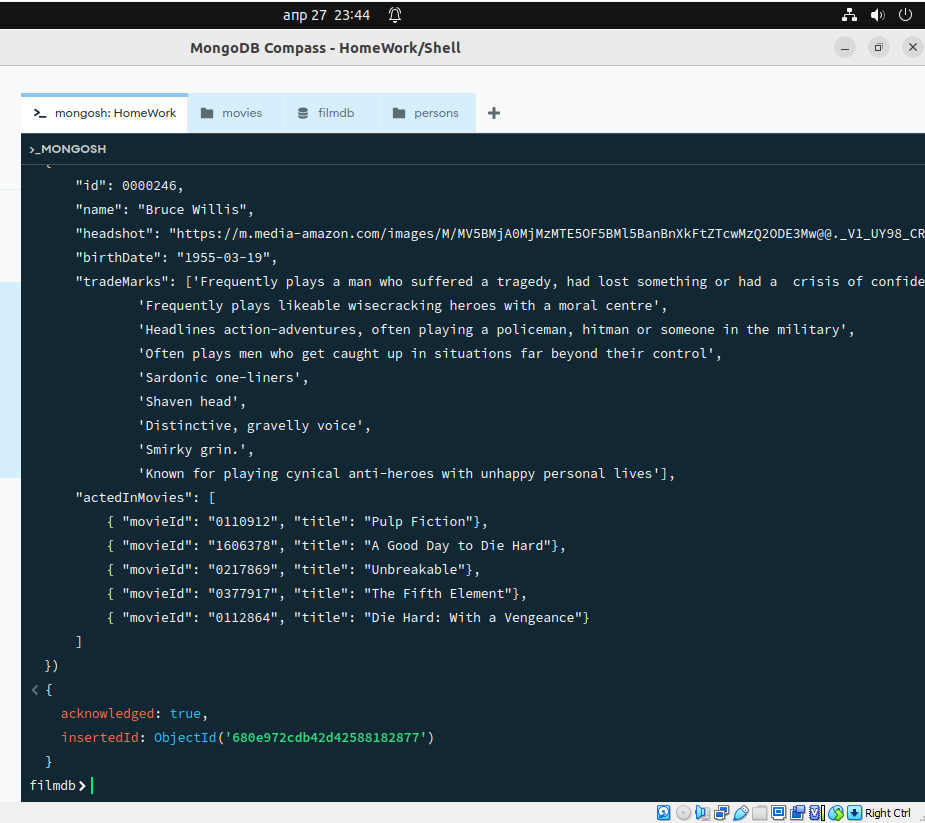 апр 27 23:44
MongoDB Compass - HomeWork/Shell
>_ mongosh: HomeWork movies filmdb persons +
>_MONGOSH
{
"id": 0000246,
"name": "Bruce Willis",
"headshot": "https://m.media-amazon.com/images/M/MV5BMjA0MjMzMTE5OF5BMl5BanBnXkFtZTcwMzQ2ODE3Mw@@._V1_UY98_CR
"birthDate": "1955-03-19",
"tradeMarks": ['Frequently plays a man who suffered a tragedy, had lost something or had a  crisis of confide
'Frequently plays likeable wisecracking heroes with a moral centre',
'Headlines action-adventures, often playing a policeman, hitman or someone in the military',
'Often plays men who get caught up in situations far beyond their control',
'Sardonic one-liners',
'Shaven head',
'Distinctive, gravelly voice',
'Smirky grin.',
'Known for playing cynical anti-heroes with unhappy personal lives'],
"actedInMovies": [
{ "movieId": "0110912", "title": "Pulp Fiction"},
{ "movieId": "1606378", "title": "A Good Day to Die Hard"},
{ "movieId": "0217869", "title": "Unbreakable"},
{ "movieId": "0377917", "title": "The Fifth Element"},
{ "movieId": "0112864", "title": "Die Hard: With a Vengeance"}
]
})
< {
acknowledged: true,
insertedId: ObjectId('680e972cdb42d42588182877')
}
filmdb>
Right Ctrl